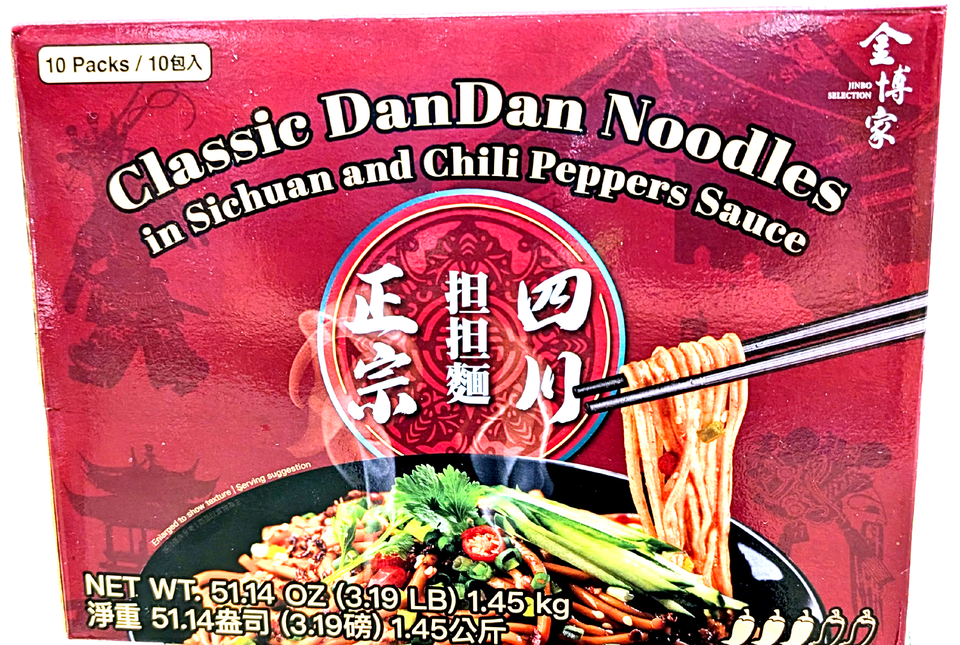 10 Packs / 10包入
金博家
JINBO
SELECTION
Classic DanDan Noodles
in Sichuan and Chili Peppers Sauce
四川
担担麵
正宗
Enlarged to show texture | Serving suggestion
NET WT. 51.14 OZ (3.19 LB) 1.45 kg
淨重 51.14盎司 (3.19磅) 1.45公斤